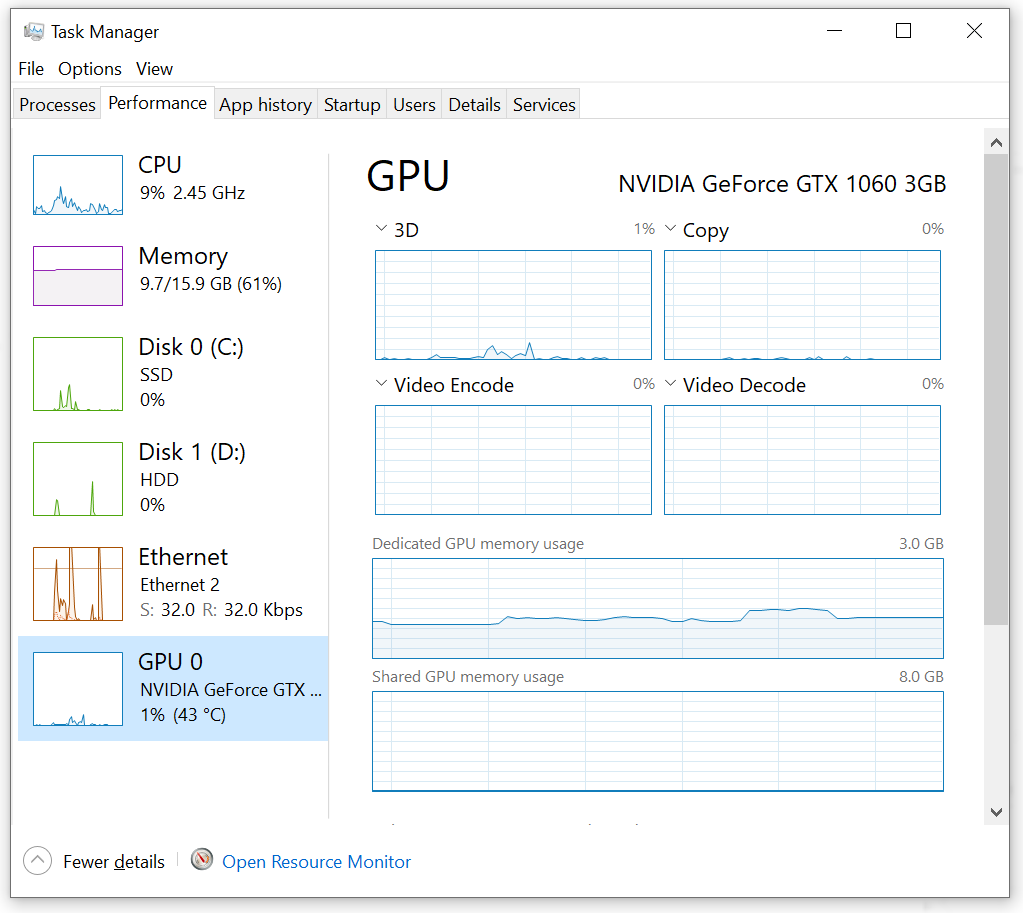 Task Manager
File Options View
Processes Performance App history Startup Users Details Services
CPU
9% 2.45 GHz
Memory
9.7/15.9 GB (61%)
Disk 0 (C:)
SSD
0%
Disk 1 (D:)
HDD
0%
Ethernet
Ethernet 2
S: 32.0 R: 32.0 Kbps
GPU 0
NVIDIA GeForce GTX ...
1% (43 °C)
GPU
NVIDIA GeForce GTX 1060 3GB
3D 1%
Copy 0%
Video Encode 0%
Video Decode 0%
Dedicated GPU memory usage 3.0 GB
Shared GPU memory usage 8.0 GB
Fewer details
Open Resource Monitor